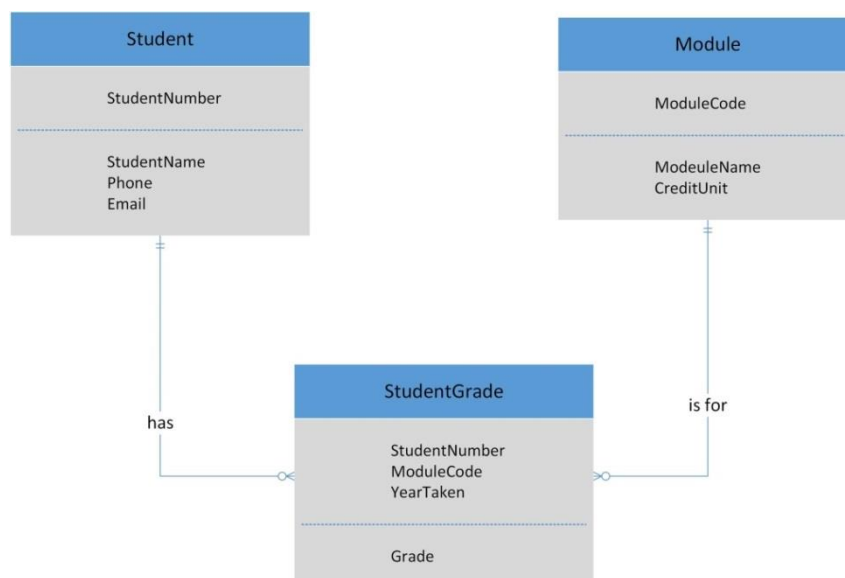 Student
StudentNumber
StudentName
Phone
Email
Module
ModuleCode
ModeuleName
CreditUnit
has
is for
StudentGrade
StudentNumber
ModuleCode
YearTaken
Grade